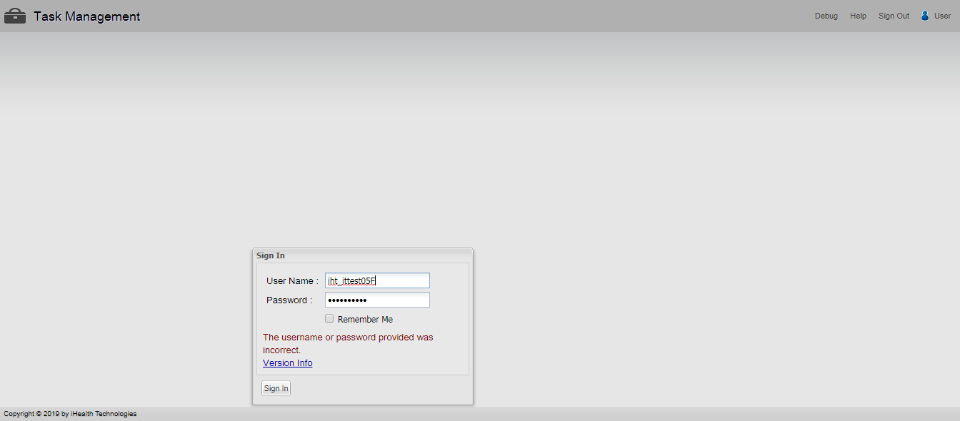 Task Management
Debug Help Sign Out User
Sign In
User Name : iht_ittest05F
Password : ••••••••••
Remember Me
The username or password provided was
incorrect.
Version Info
Sign In
Copyright © 2019 by iHealth Technologies